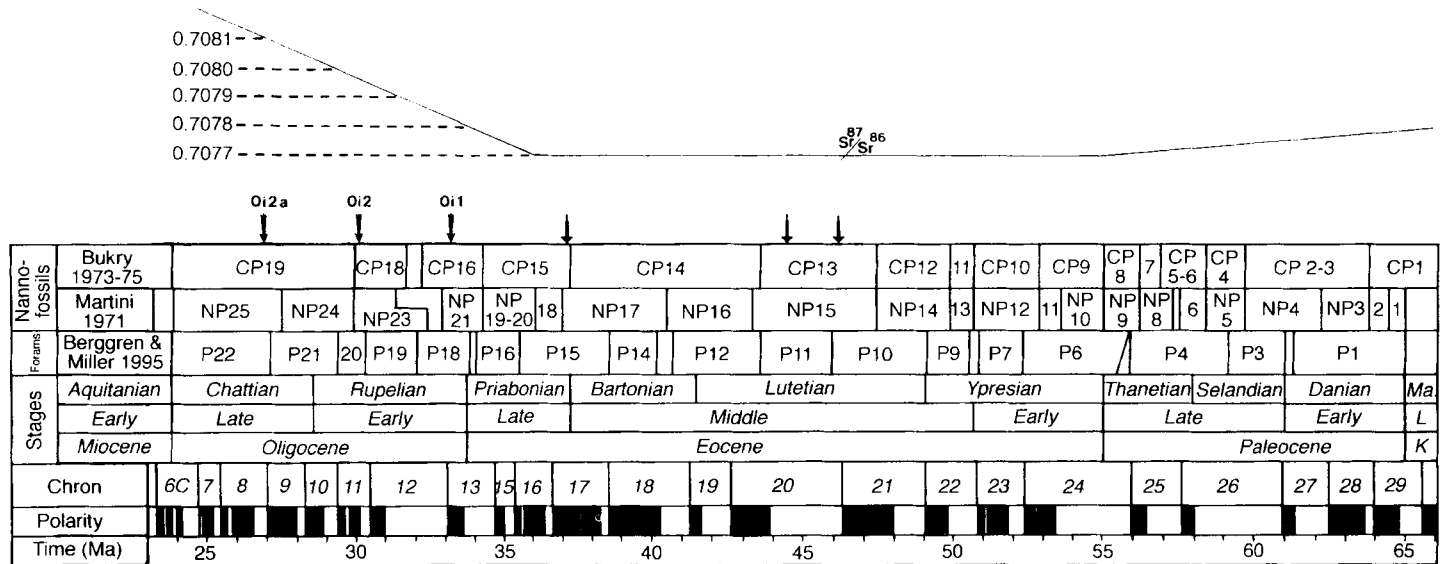 0.7081
0.7080
0.7079
0.7078
0.7077
Sr87/Sr86
Oi2a Oi2 Oi1
Nanno-fossils
Bukry 1973-75 CP19 CP18 CP16 CP15 CP14 CP13 CP12 11 CP10 CP9 CP 8 7 CP 5-6 CP 4 CP 2-3 CP1
Martini 1971 NP25 NP24 NP23 NP 21 NP 19-20 18 NP17 NP16 NP15 NP14 13 NP12 11 NP 10 NP 9 NP 8 6 NP 5 NP4 NP3 2 1
Forams
Berggren & Miller 1995 P22 P21 20 P19 P18 P16 P15 P14 P12 P11 P10 P9 P7 P6 P4 P3 P1
Stages
Aquitanian Chattian Rupelian Priabonian Bartonian Lutetian Ypresian Thanetian Selandian Danian Ma.
Early Late Early Late Middle Early Late Early L
Miocene Oligocene Eocene Paleocene K
Chron 6C 7 8 9 10 11 12 13 15 16 17 18 19 20 21 22 23 24 25 26 27 28 29
Polarity
Time (Ma) 25 30 35 40 45 50 55 60 65